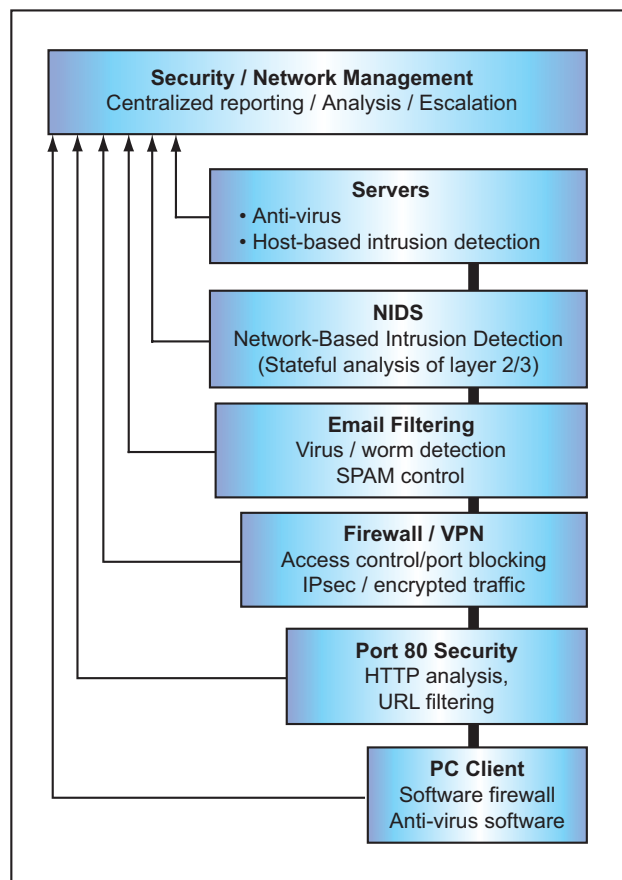 Security / Network Management
Centralized reporting / Analysis / Escalation
Servers
• Anti-virus
• Host-based intrusion detection
NIDS
Network-Based Intrusion Detection
(Stateful analysis of layer 2/3)
Email Filtering
Virus / worm detection
SPAM control
Firewall / VPN
Access control/port blocking
IPsec / encrypted traffic
Port 80 Security
HTTP analysis,
URL filtering
PC Client
Software firewall
Anti-virus software